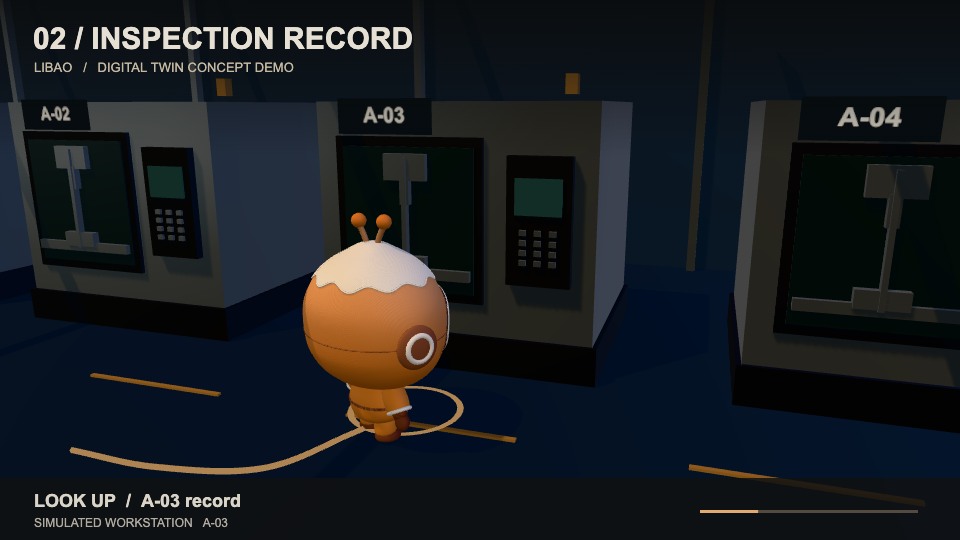 02 / INSPECTION RECORD
LIBAO / DIGITAL TWIN CONCEPT DEMO
A-02
A-03
A-04
LOOK UP / A-03 record
SIMULATED WORKSTATION A-03